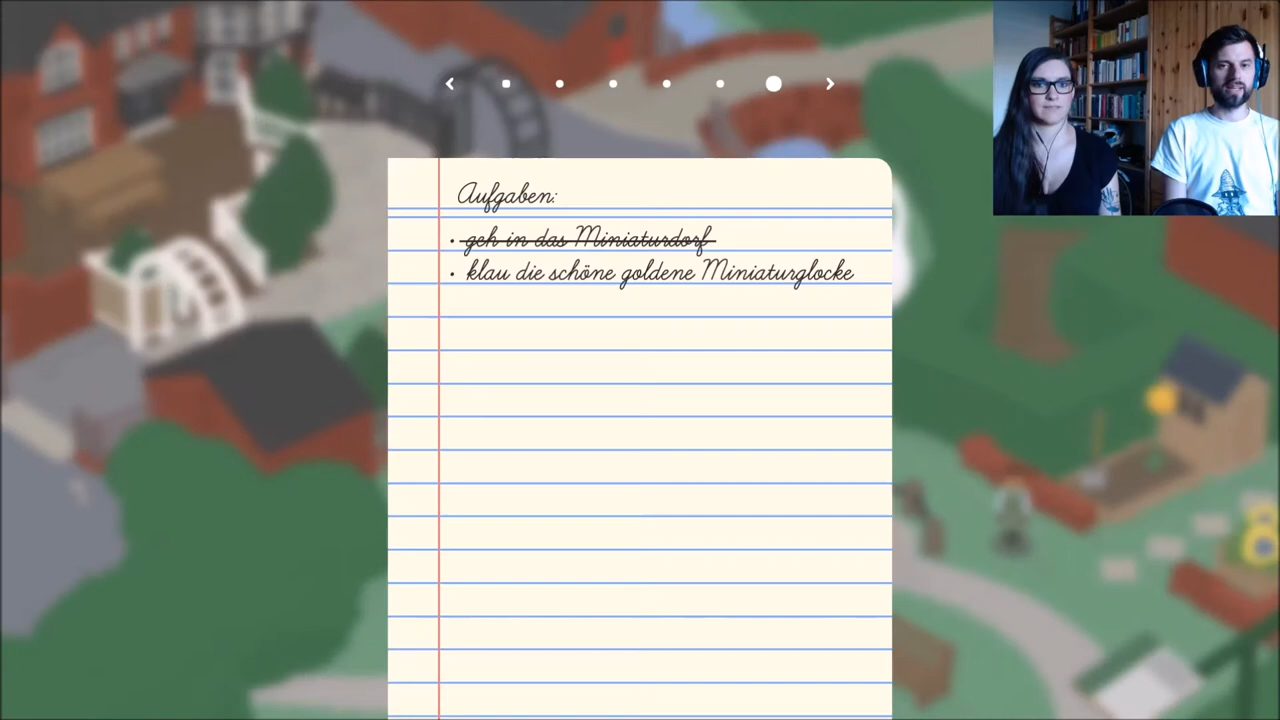 Aufgaben:
• geh in das Miniaturdorf
• klau die schöne goldene Miniaturglocke